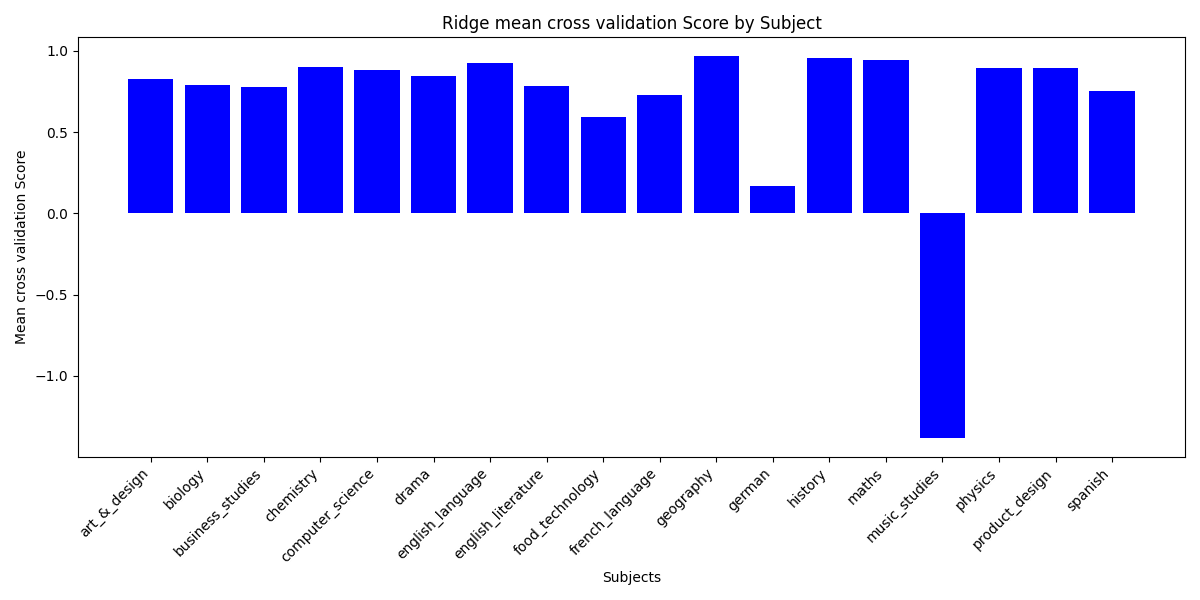 Ridge mean cross validation Score by Subject
Mean cross validation Score
1.0
0.5
0.0
−0.5
−1.0
art_&_design
biology
business_studies
chemistry
computer_science
drama
english_language
english_literature
food_technology
french_language
geography
german
history
maths
music_studies
physics
product_design
spanish
Subjects